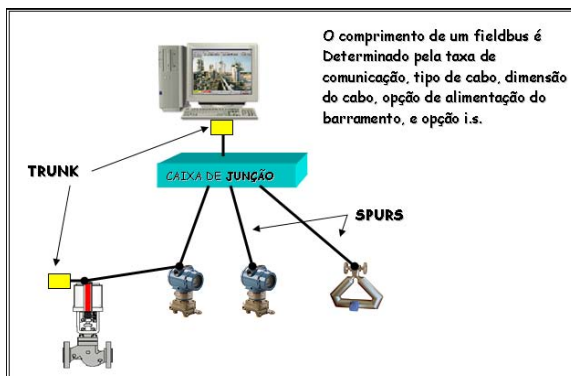 O comprimento de um fieldbus é
Determinado pela taxa de
comunicação, tipo de cabo, dimensão
do cabo, opção de alimentação do
barramento, e opção i.s.
TRUNK
CAIXA DE JUNÇÃO
SPURS